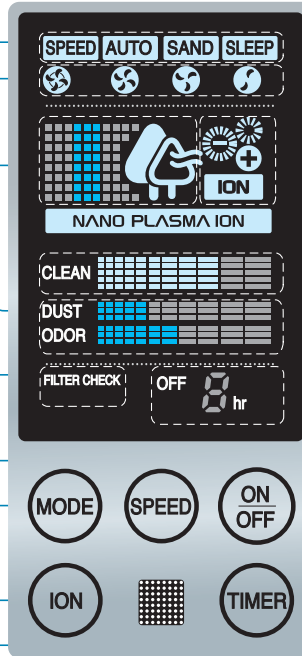 SPEED AUTO SAND SLEEP
ION
NANO PLASMA ION
CLEAN
DUST
ODOR
FILTER CHECK OFF 8 hr
MODE SPEED ON
OFF
ION TIMER